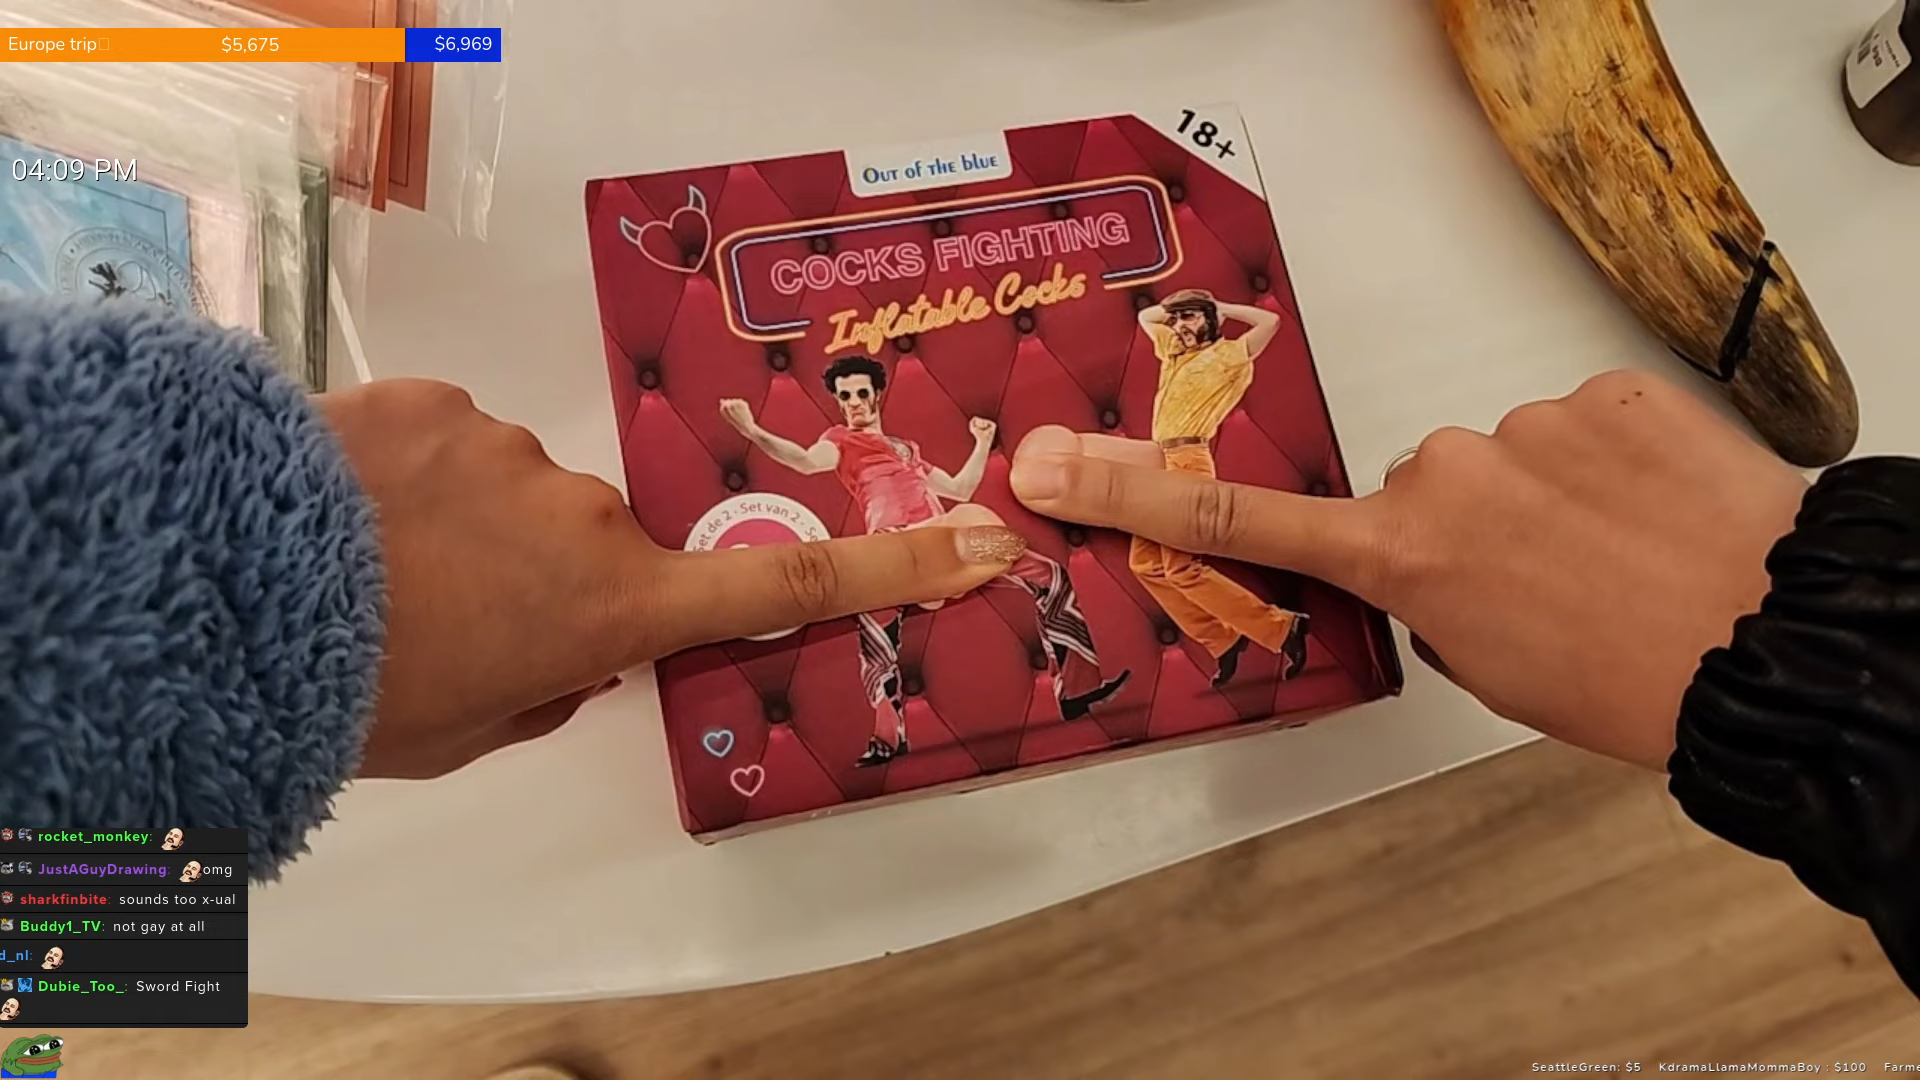 Europe trip $5,675 $6,969
04:09 PM
18+
OUT OF THE BLUE
COCKS FIGHTING
Inflatable Cocks
Set de 2 - Set van 2 -
rocket_monkey:
JustAGuyDrawing: omg
sharkfinbite: sounds too x-ual
Buddy1_TV: not gay at all
d_nl:
Dubie_Too_: Sword Fight
SeattleGreen: $5 KdramaLlamaMommaBoy : $100 Farme